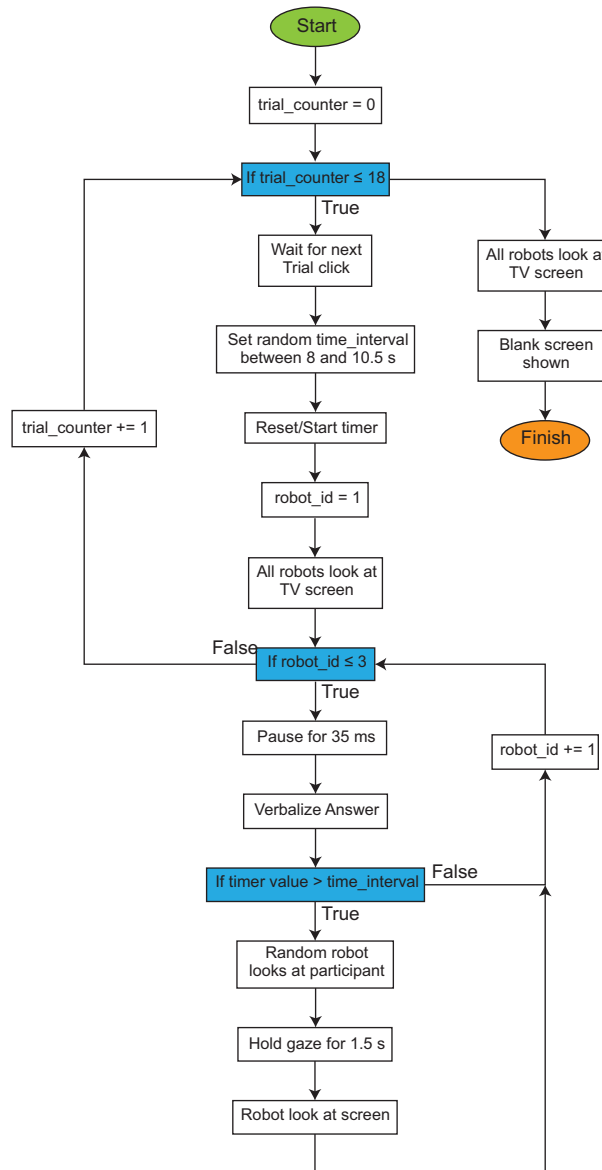 Start
trial_counter = 0
If trial_counter ≤ 18
True
Wait for next
Trial click
All robots look a
TV screen
Set random time_interval
between 8 and 10.5 s
Blank screen
shown
trial_counter += 1
Reset/Start timer
Finish
robot_id = 1
All robots look at
TV screen
False
If robot_id ≤ 3
True
Pause for 35 ms
robot_id += 1
Verbalize Answer
If timer value > time_interval
False
True
Random robot
looks at participant
Hold gaze for 1.5 s
Robot look at screen